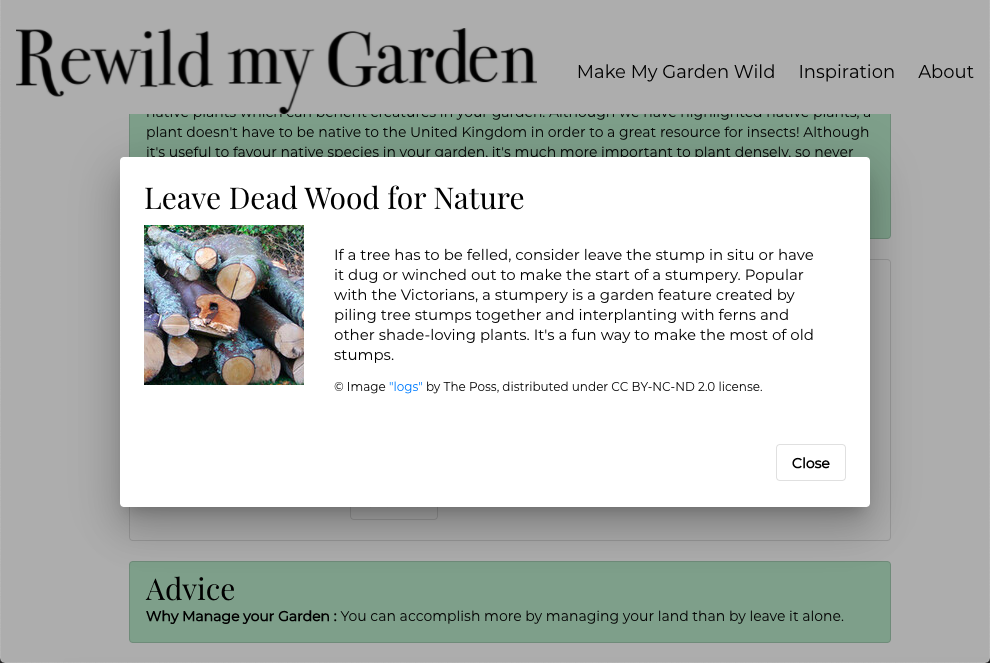 Rewild my Garden
Make My Garden Wild Inspiration About
native plants which can benefit creatures in your garden. Although we have highlighted native plants, a
plant doesn't have to be native to the United Kingdom in order to a great resource for insects! Although
it's useful to favour native species in your garden, it's much more important to plant densely, so never
Leave Dead Wood for Nature
If a tree has to be felled, consider leave the stump in situ or have
it dug or winched out to make the start of a stumpery. Popular
with the Victorians, a stumpery is a garden feature created by
piling tree stumps together and interplanting with ferns and
other shade-loving plants. It's a fun way to make the most of old
stumps.
© Image "logs" by The Poss, distributed under CC BY-NC-ND 2.0 license.
Close
Advice
Why Manage your Garden : You can accomplish more by managing your land than by leave it alone.